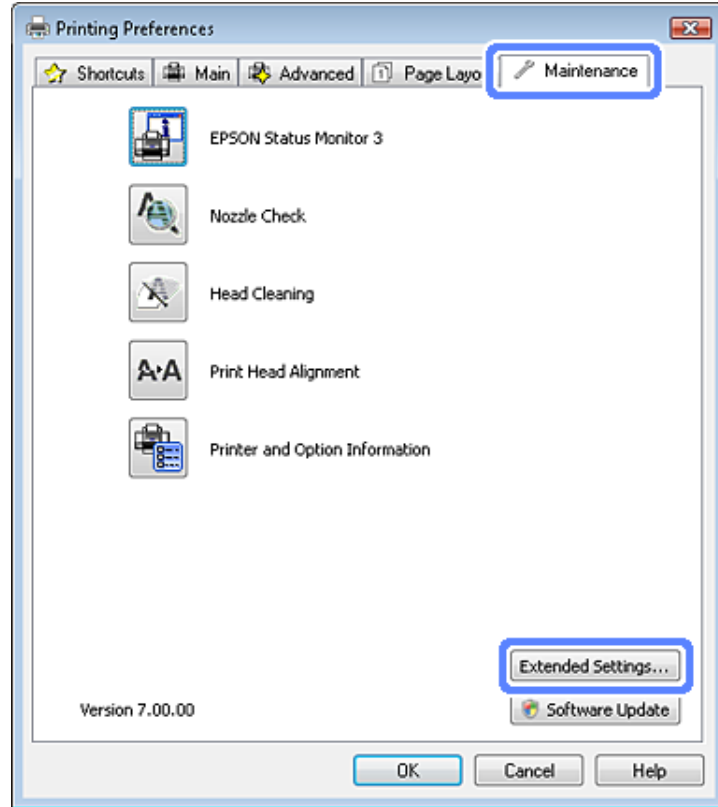 Printing Preferences
Shortcuts Main Advanced Page Layo Maintenance
EPSON Status Monitor 3
Nozzle Check
Head Cleaning
A A Print Head Alignment
Printer and Option Information
Extended Settings...
Version 7.00.00 Software Update
OK Cancel Help